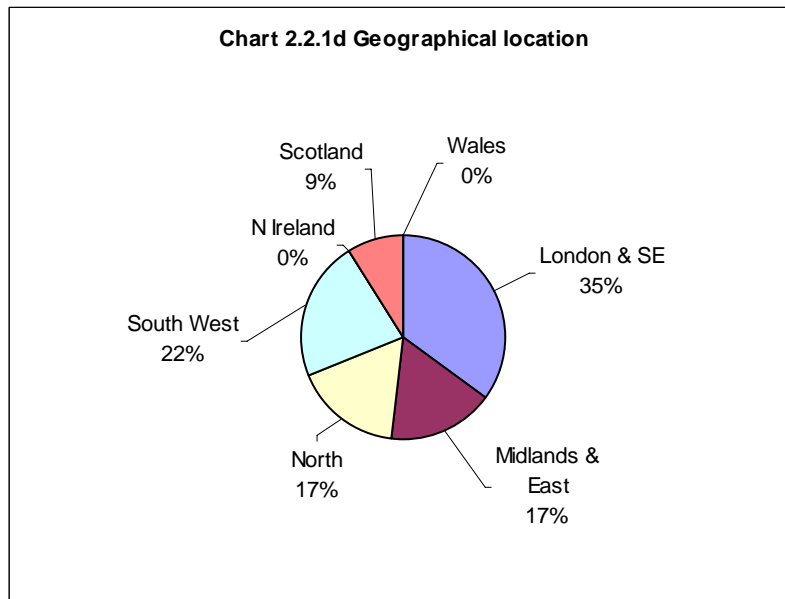 Chart 2.2.1d Geographical location
Wales
0%
London & SE
35%
Midlands &
East
17%
North
17%
South West
22%
N Ireland
0%
Scotland
9%